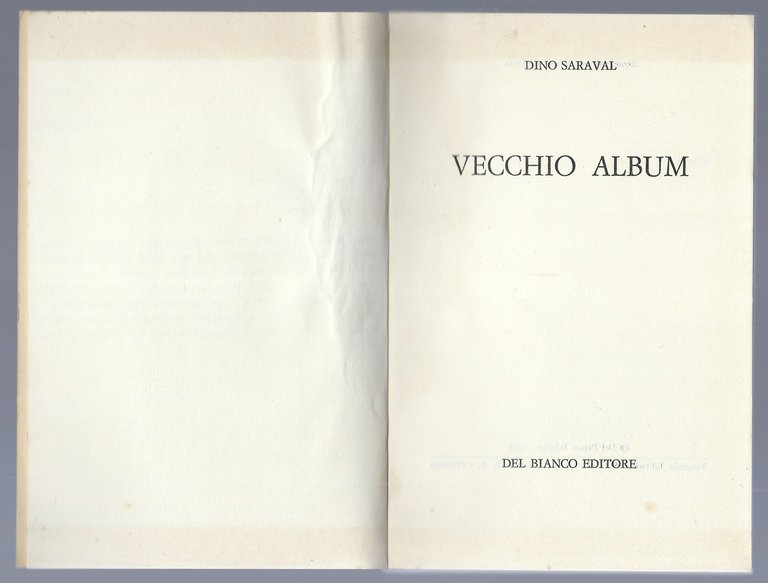 DINO SARAVAL
VECCHIO ALBUM
DEL BIANCO EDITORE